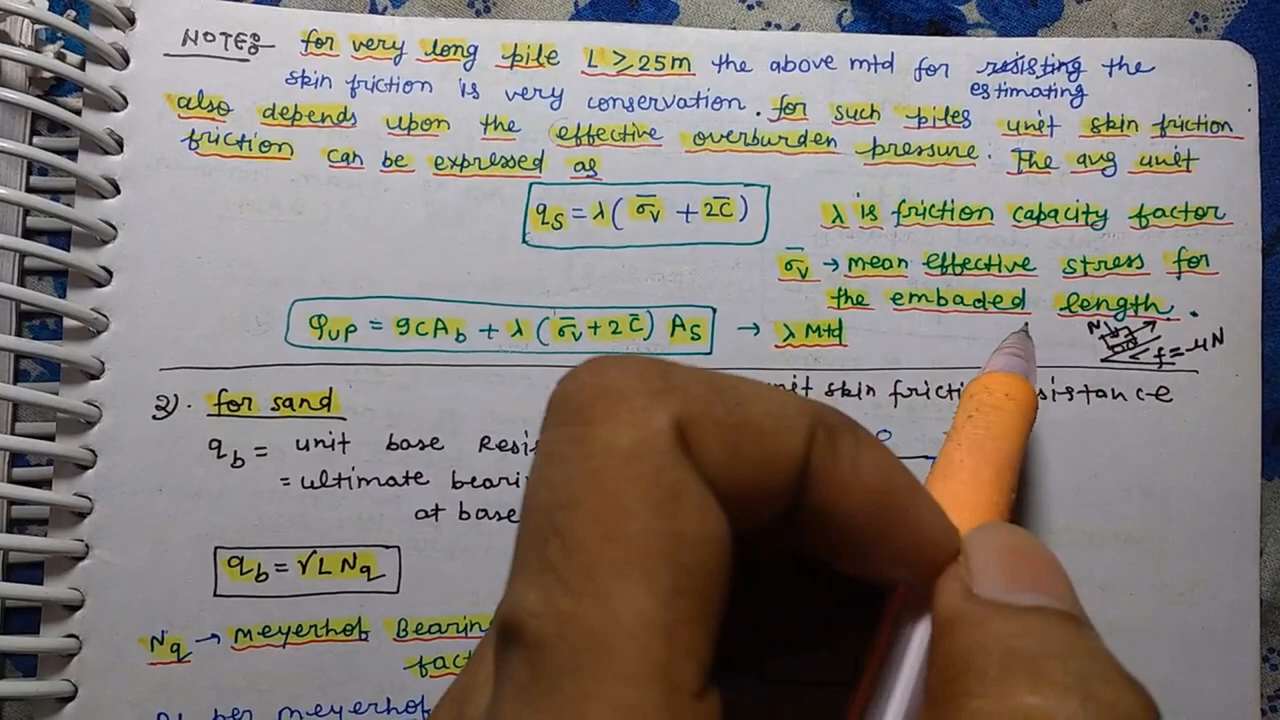 NOTES for very long pile L ≥ 25m the above mtd for resisting the
estimating
skin friction is very conservation. for such piles unit skin friction
also depends upon the effective overburden pressure. The avg unit
friction can be expressed as
qs = λ(σ̅v + 2c̅)
λ is friction capacity factor
σ̅v → mean effective stress for
the embaded length.
Qup = 9CAb + λ(σ̅v + 2c̅) As → λ Mtd
N
f = μN
2). for sand
unit skin
qb = unit base
= ultimate
at base
qb = γLNq
Nq → Meyerhof Bearing
per meyerhof